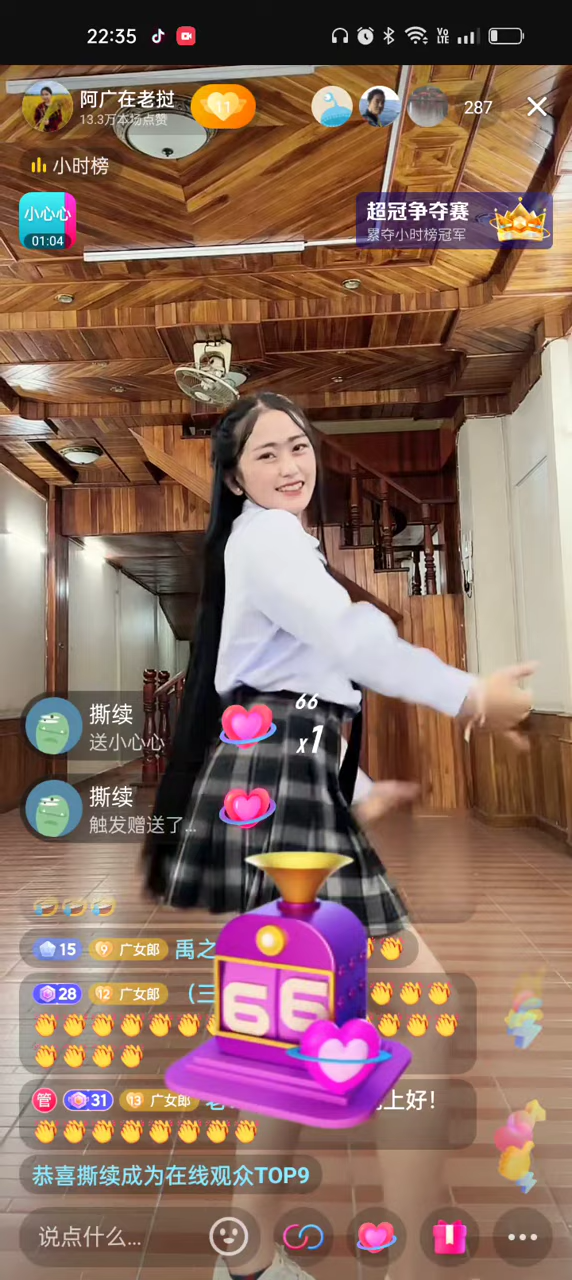 22:35
VoLTE
阿广在老挝
13.3万本场点赞
11
287
小时榜
小心心
01:04
超冠争夺赛
累夺小时榜冠军
撕续
送小心心
66
x1
撕续
触发赠送了...
15 9 广女郎 禹之
28 12 广女郎 (三
66
管 31 13 广女郎 上好!
恭喜撕续成为在线观众TOP9
说点什么...